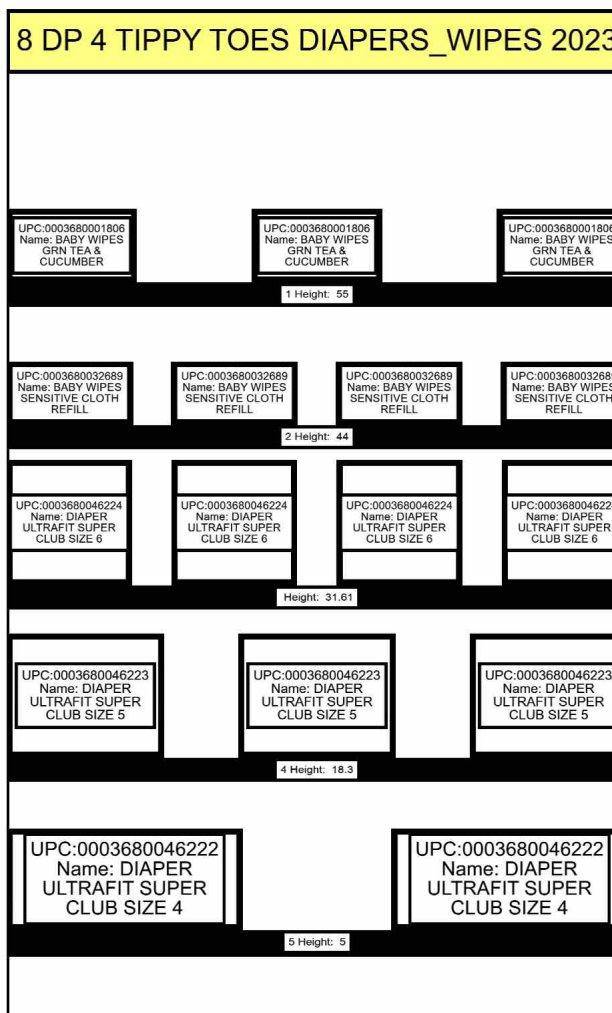 8 DP 4 TIPPY TOES DIAPERS_WIPES 2023
UPC:0003680001806
Name: BABY WIPES
GRN TEA &
CUCUMBER
UPC:0003680001806
Name: BABY WIPES
GRN TEA &
CUCUMBER
UPC:0003680001806
Name: BABY WIPES
GRN TEA &
CUCUMBER
1 Height: 55
UPC:0003680032689
Name: BABY WIPES
SENSITIVE CLOTH
REFILL
UPC:0003680032689
Name: BABY WIPES
SENSITIVE CLOTH
REFILL
UPC:0003680032689
Name: BABY WIPES
SENSITIVE CLOTH
REFILL
UPC:0003680032689
Name: BABY WIPES
SENSITIVE CLOTH
REFILL
2 Height: 44
UPC:0003680046224
Name: DIAPER
ULTRAFIT SUPER
CLUB SIZE 6
UPC:0003680046224
Name: DIAPER
ULTRAFIT SUPER
CLUB SIZE 6
UPC:0003680046224
Name: DIAPER
ULTRAFIT SUPER
CLUB SIZE 6
UPC:0003680046224
Name: DIAPER
ULTRAFIT SUPER
CLUB SIZE 6
Height: 31.61
UPC:0003680046223
Name: DIAPER
ULTRAFIT SUPER
CLUB SIZE 5
UPC:0003680046223
Name: DIAPER
ULTRAFIT SUPER
CLUB SIZE 5
UPC:0003680046223
Name: DIAPER
ULTRAFIT SUPER
CLUB SIZE 5
4 Height: 18.3
UPC:0003680046222
Name: DIAPER
ULTRAFIT SUPER
CLUB SIZE 4
UPC:0003680046222
Name: DIAPER
ULTRAFIT SUPER
CLUB SIZE 4
5 Height: 5